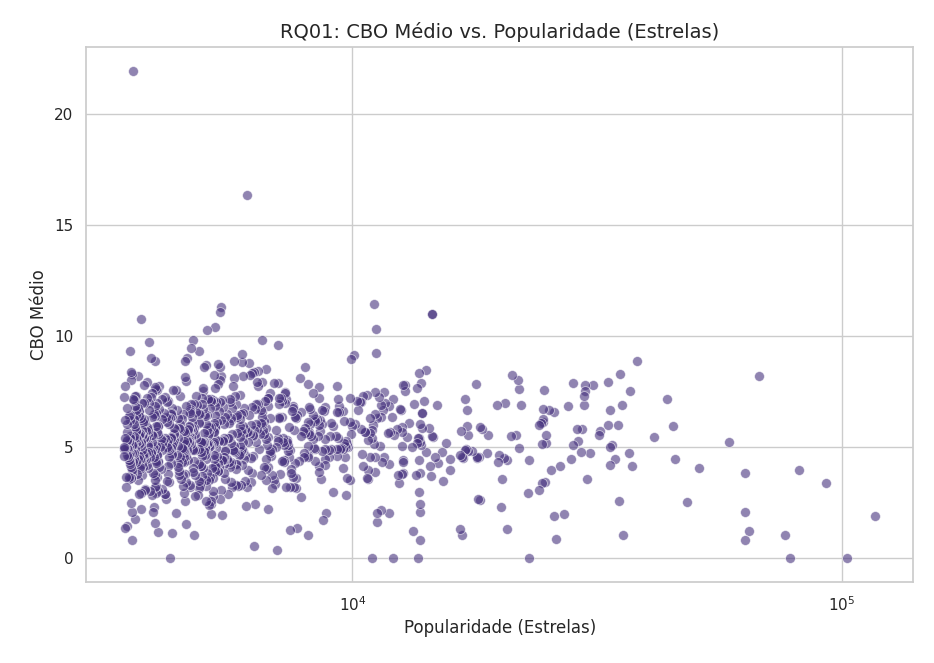 RQ01: CBO Médio vs. Popularidade (Estrelas)
CBO Médio
20
15
10
5
0
10⁴
10⁵
Popularidade (Estrelas)